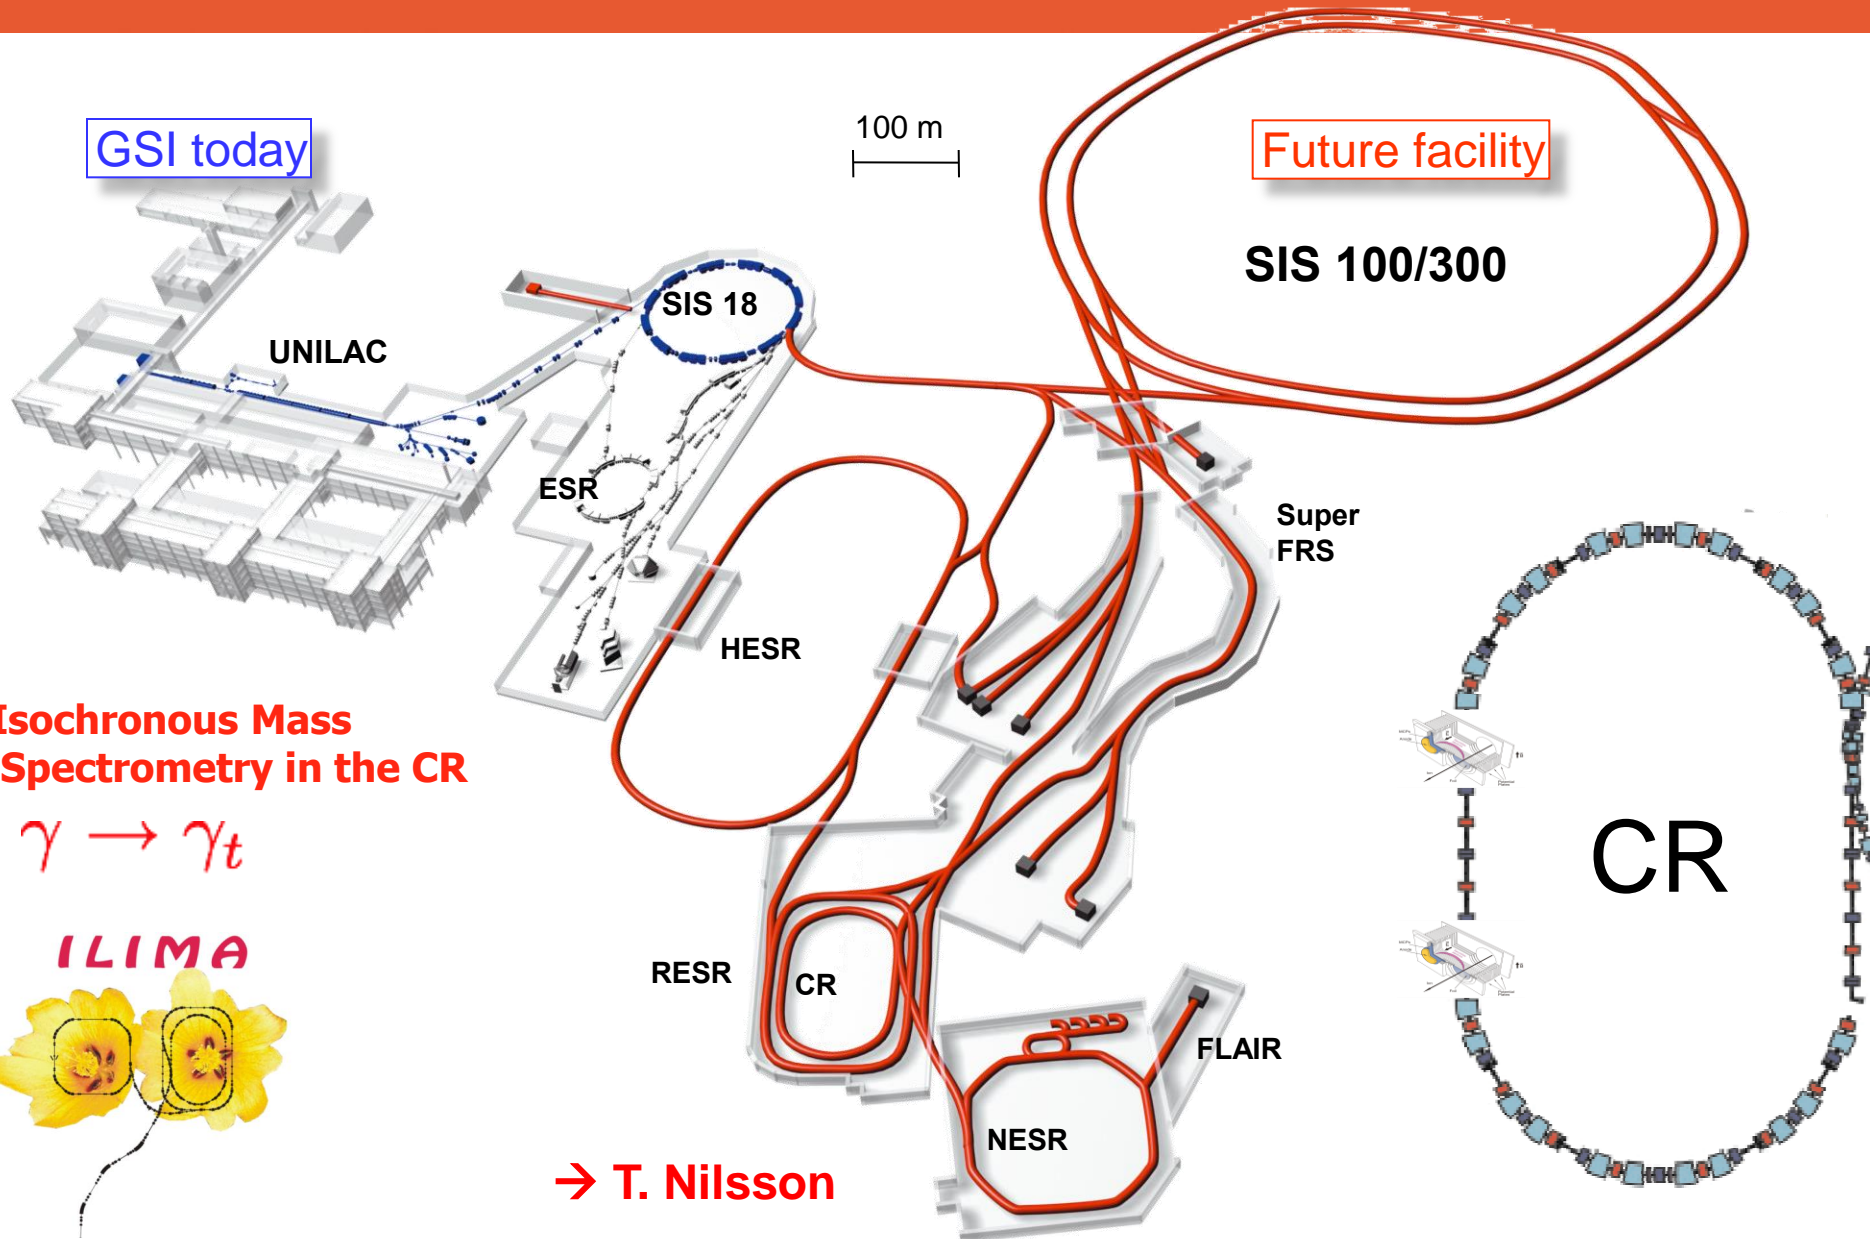 GSI today
100 m
Future facility
SIS 100/300
SIS 18
UNILAC
ESR
Super
FRS
HESR
Isochronous Mass
Spectrometry in the CR
γ → γt
CR
ILIMA
RESR
CR
FLAIR
NESR
→ T. Nilsson